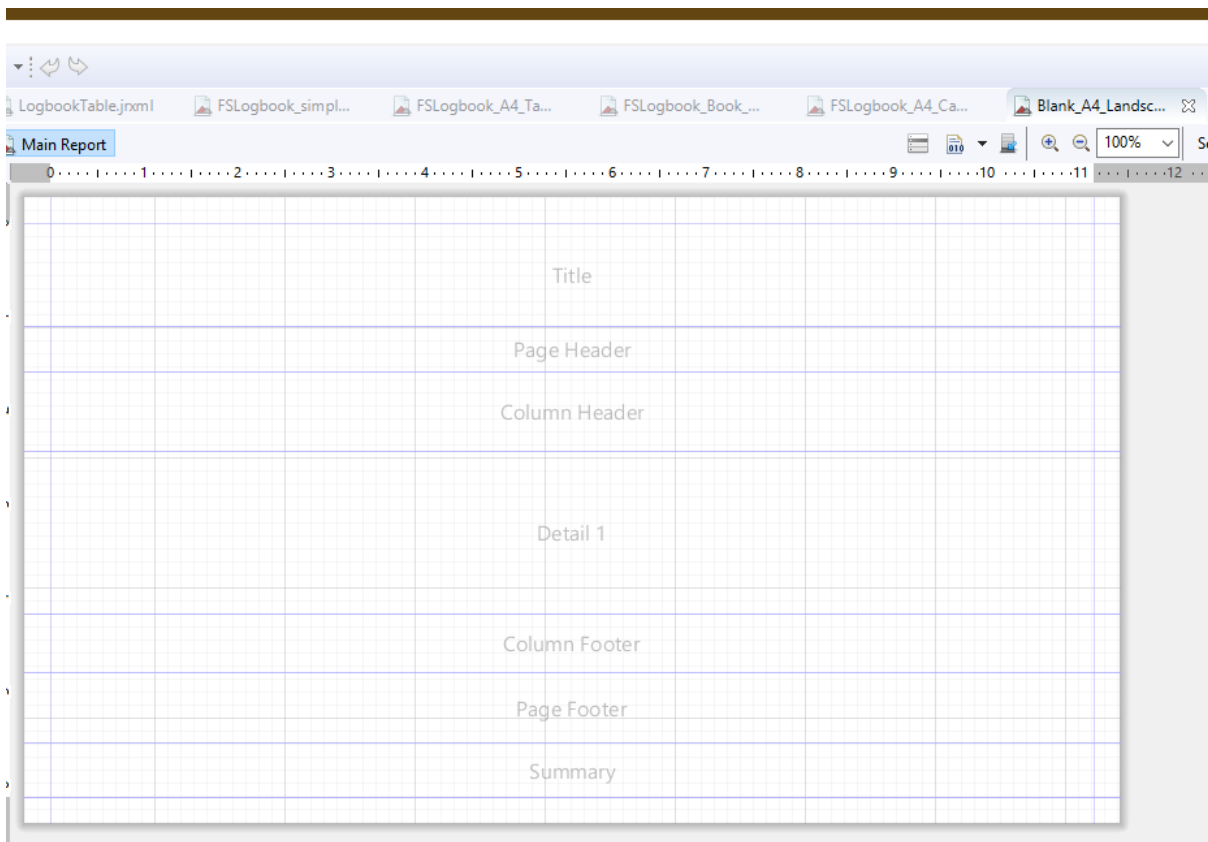 LogbookTable.jrxml FSLogbook_simpl... FSLogbook_A4_Ta... FSLogbook_Book_... FSLogbook_A4_Ca... Blank_A4_Landsc...
Main Report 010 100%
0 1 2 3 4 5 6 7 8 9 10 11 12
Title
Page Header
Column Header
Detail 1
Column Footer
Page Footer
Summary